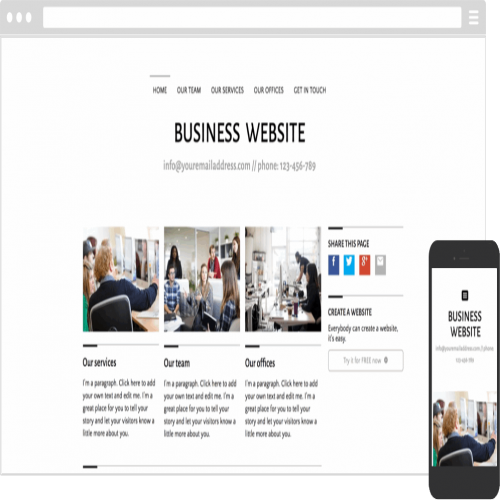 HOME OUR TEAM OUR SERVICES OUR OFFICES GET IN TOUCH
BUSINESS WEBSITE
info@youremailaddress.com // phone: 123-456-789
SHARE THIS PAGE
f
g+
CREATE A WEBSITE
Everybody can create a website,
it's easy.
Try it for FREE now
Our services
I'm a paragraph. Click here to add
your own text and edit me. I'm a
great place for you to tell your
story and let your visitors know a
little more about you.
Our team
I'm a paragraph. Click here to add
your own text and edit me. I'm a
great place for you to tell your
story and let your visitors know a
little more about you.
Our offices
I'm a paragraph. Click here to add
your own text and edit me. I'm a
great place for you to tell your
story and let your visitors know a
little more about you.
BUSINESS
WEBSITE
info@youremailaddress.com // phone:
123-456-789